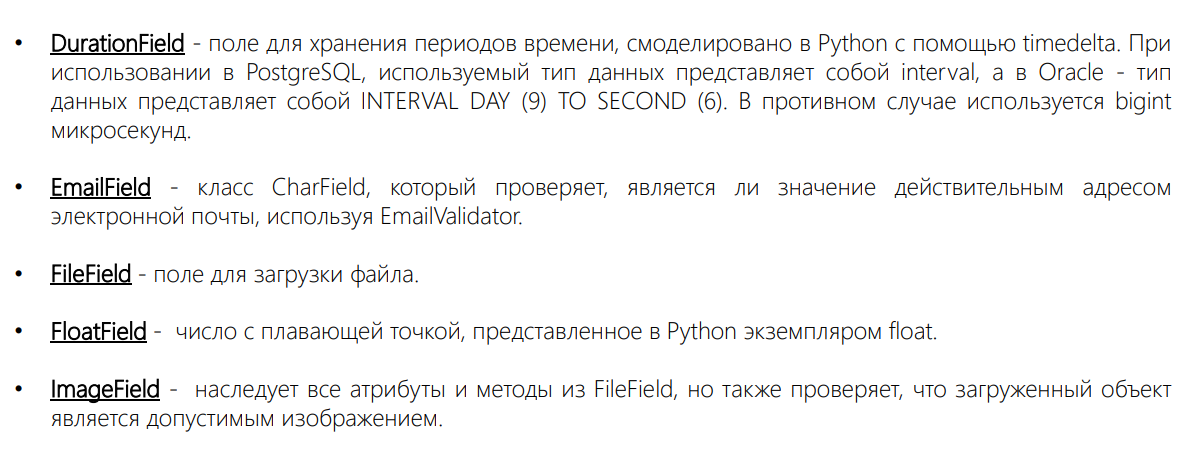 • DurationField - поле для хранения периодов времени, смоделировано в Python с помощью timedelta. При
использовании в PostgreSQL, используемый тип данных представляет собой interval, а в Oracle - тип
данных представляет собой INTERVAL DAY (9) TO SECOND (6). В противном случае используется bigint
микросекунд.
• EmailField - класс CharField, который проверяет, является ли значение действительным адресом
электронной почты, используя EmailValidator.
• FileField - поле для загрузки файла.
• FloatField - число с плавающей точкой, представленное в Python экземпляром float.
• ImageField - наследует все атрибуты и методы из FileField, но также проверяет, что загруженный объект
является допустимым изображением.